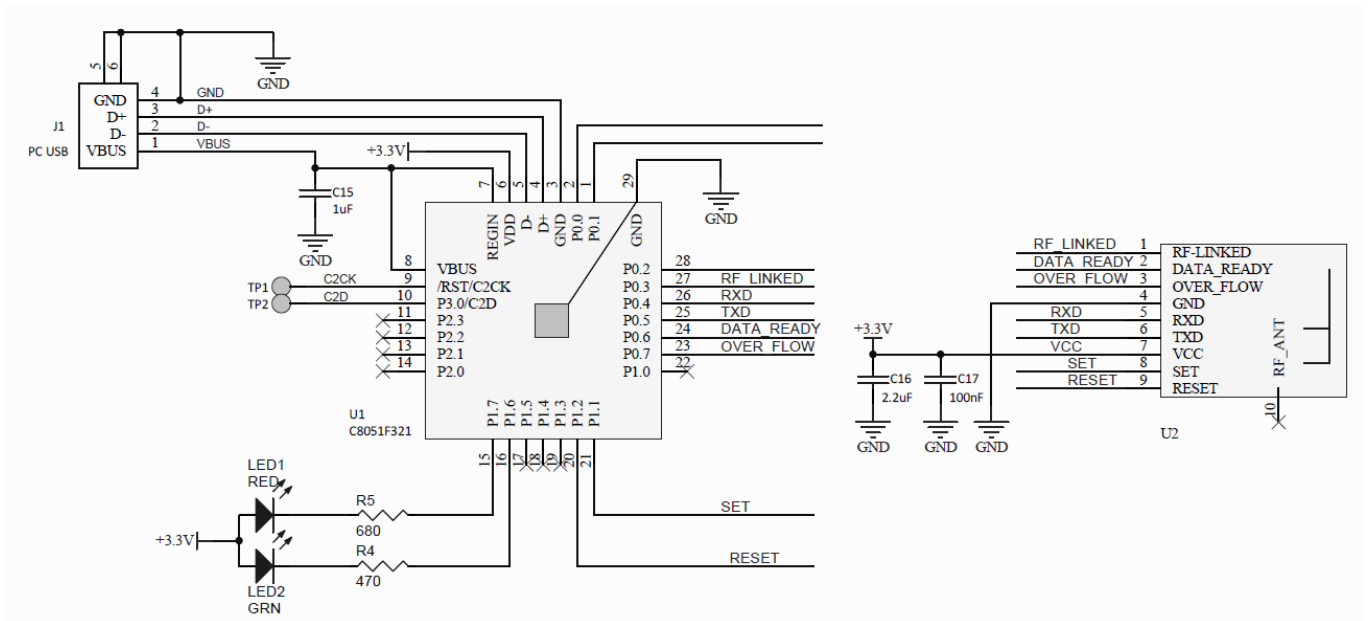 5
6
GND
4 GND
3 D+
2 D-
1 VBUS
GND
D+
D-
VBUS
J1
PC USB
+3.3V
C15
1uF
GND
7
6
5
4
3
2
1
29
REGIN
VDD
D-
D+
GND
P0.0
P0.1
GND
GND
8
VBUS
TP1
C2CK
9
/RST/C2CK
TP2
C2D
10
P3.0/C2D
11
P2.3
12
P2.2
13
P2.1
14
P2.0
P0.2
28
P0.3
27
RF_LINKED
P0.4
26
RXD
P0.5
25
TXD
P0.6
24
DATA_READY
P0.7
23
OVER FLOW
P1.0
22
P1.7
P1.6
P1.5
P1.4
P1.3
P1.2
P1.1
U1
C8051F321
15
16
17
18
19
20
21
LED1
RED
R5
680
+3.3V
R4
470
LED2
GRN
SET
RESET
RF_LINKED 1
DATA_READY 2
OVER_FLOW 3
4
RXD 5
TXD 6
VCC 7
SET 8
RESET 9
RF-LINKED
DATA_READY
OVER_FLOW
GND
RXD
TXD
VCC
SET
RESET
RF_ANT
10
U2
+3.3V
C16
2.2uF
C17
100nF
GND
GND
GND